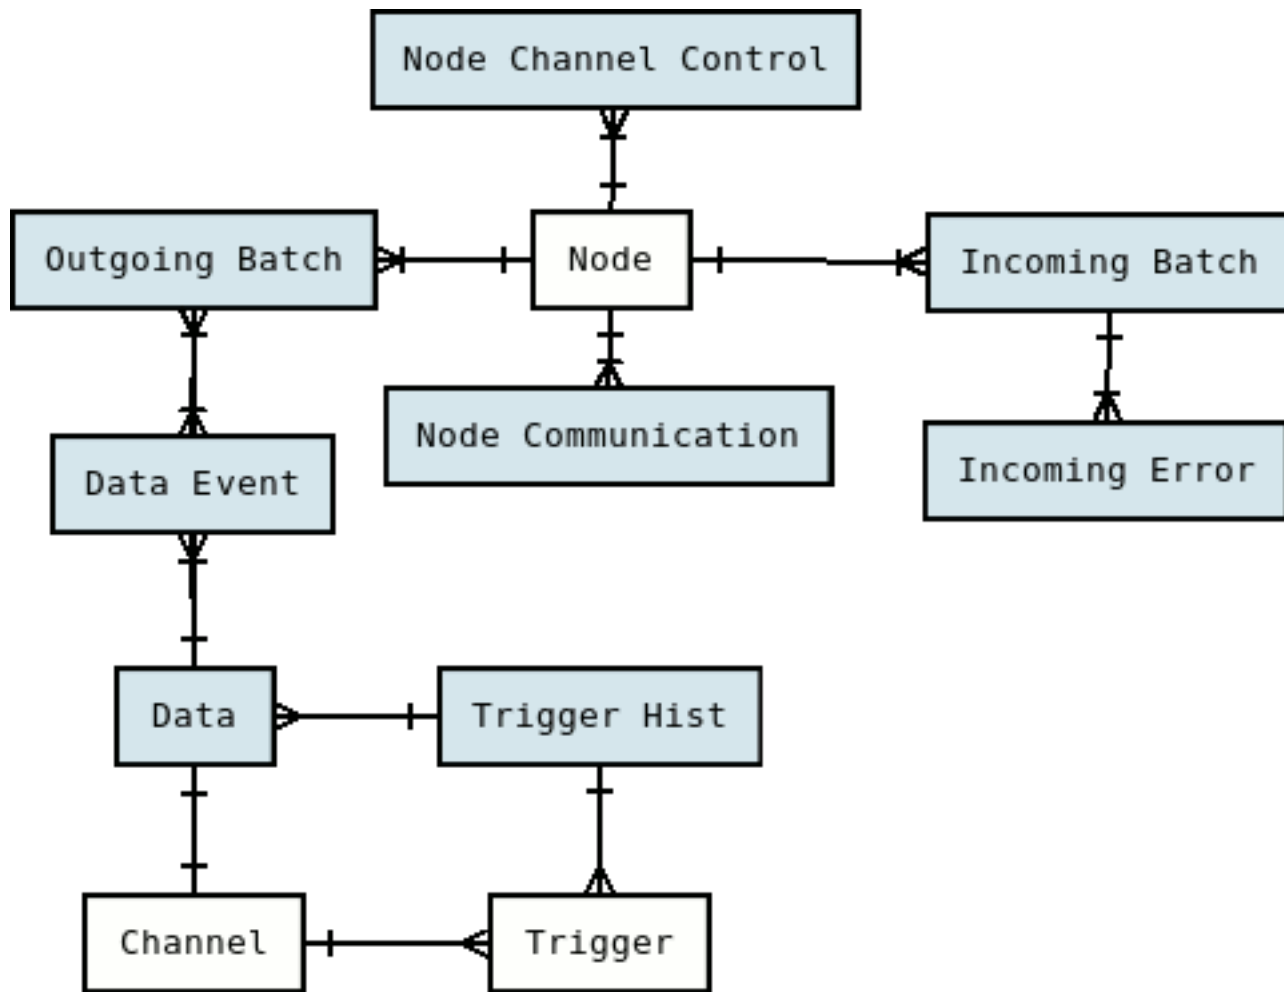 Node Channel Control
Outgoing Batch
Node
Incoming Batch
Node Communication
Data Event
Incoming Error
Data
Trigger Hist
Channel
Trigger